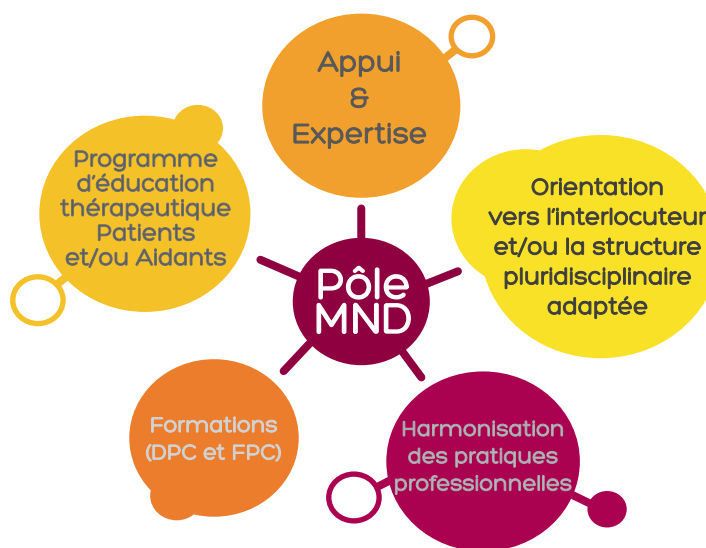 Appui
&
Expertise
Programme
d'éducation
thérapeutique
Patients
et/ou Aidants
Orientation
vers l'interlocuteur
et/ou la structure
pluridisciplinaire
adaptée
Pôle
MND
Formations
(DPC et FPC)
Harmonisation
des pratiques
professionnelles